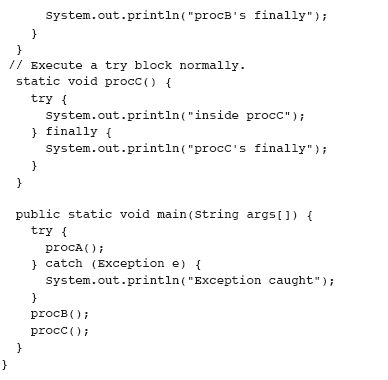 System.out.println("procB's finally");
}
}
// Execute a try block normally.
static void procC() {
try {
System.out.println("inside procC");
} finally {
System.out.println("procC's finally");
}
}
public static void main(String args[]) {
try {
procA();
} catch (Exception e) {
System.out.println("Exception caught");
}
procB();
procC();
}
}